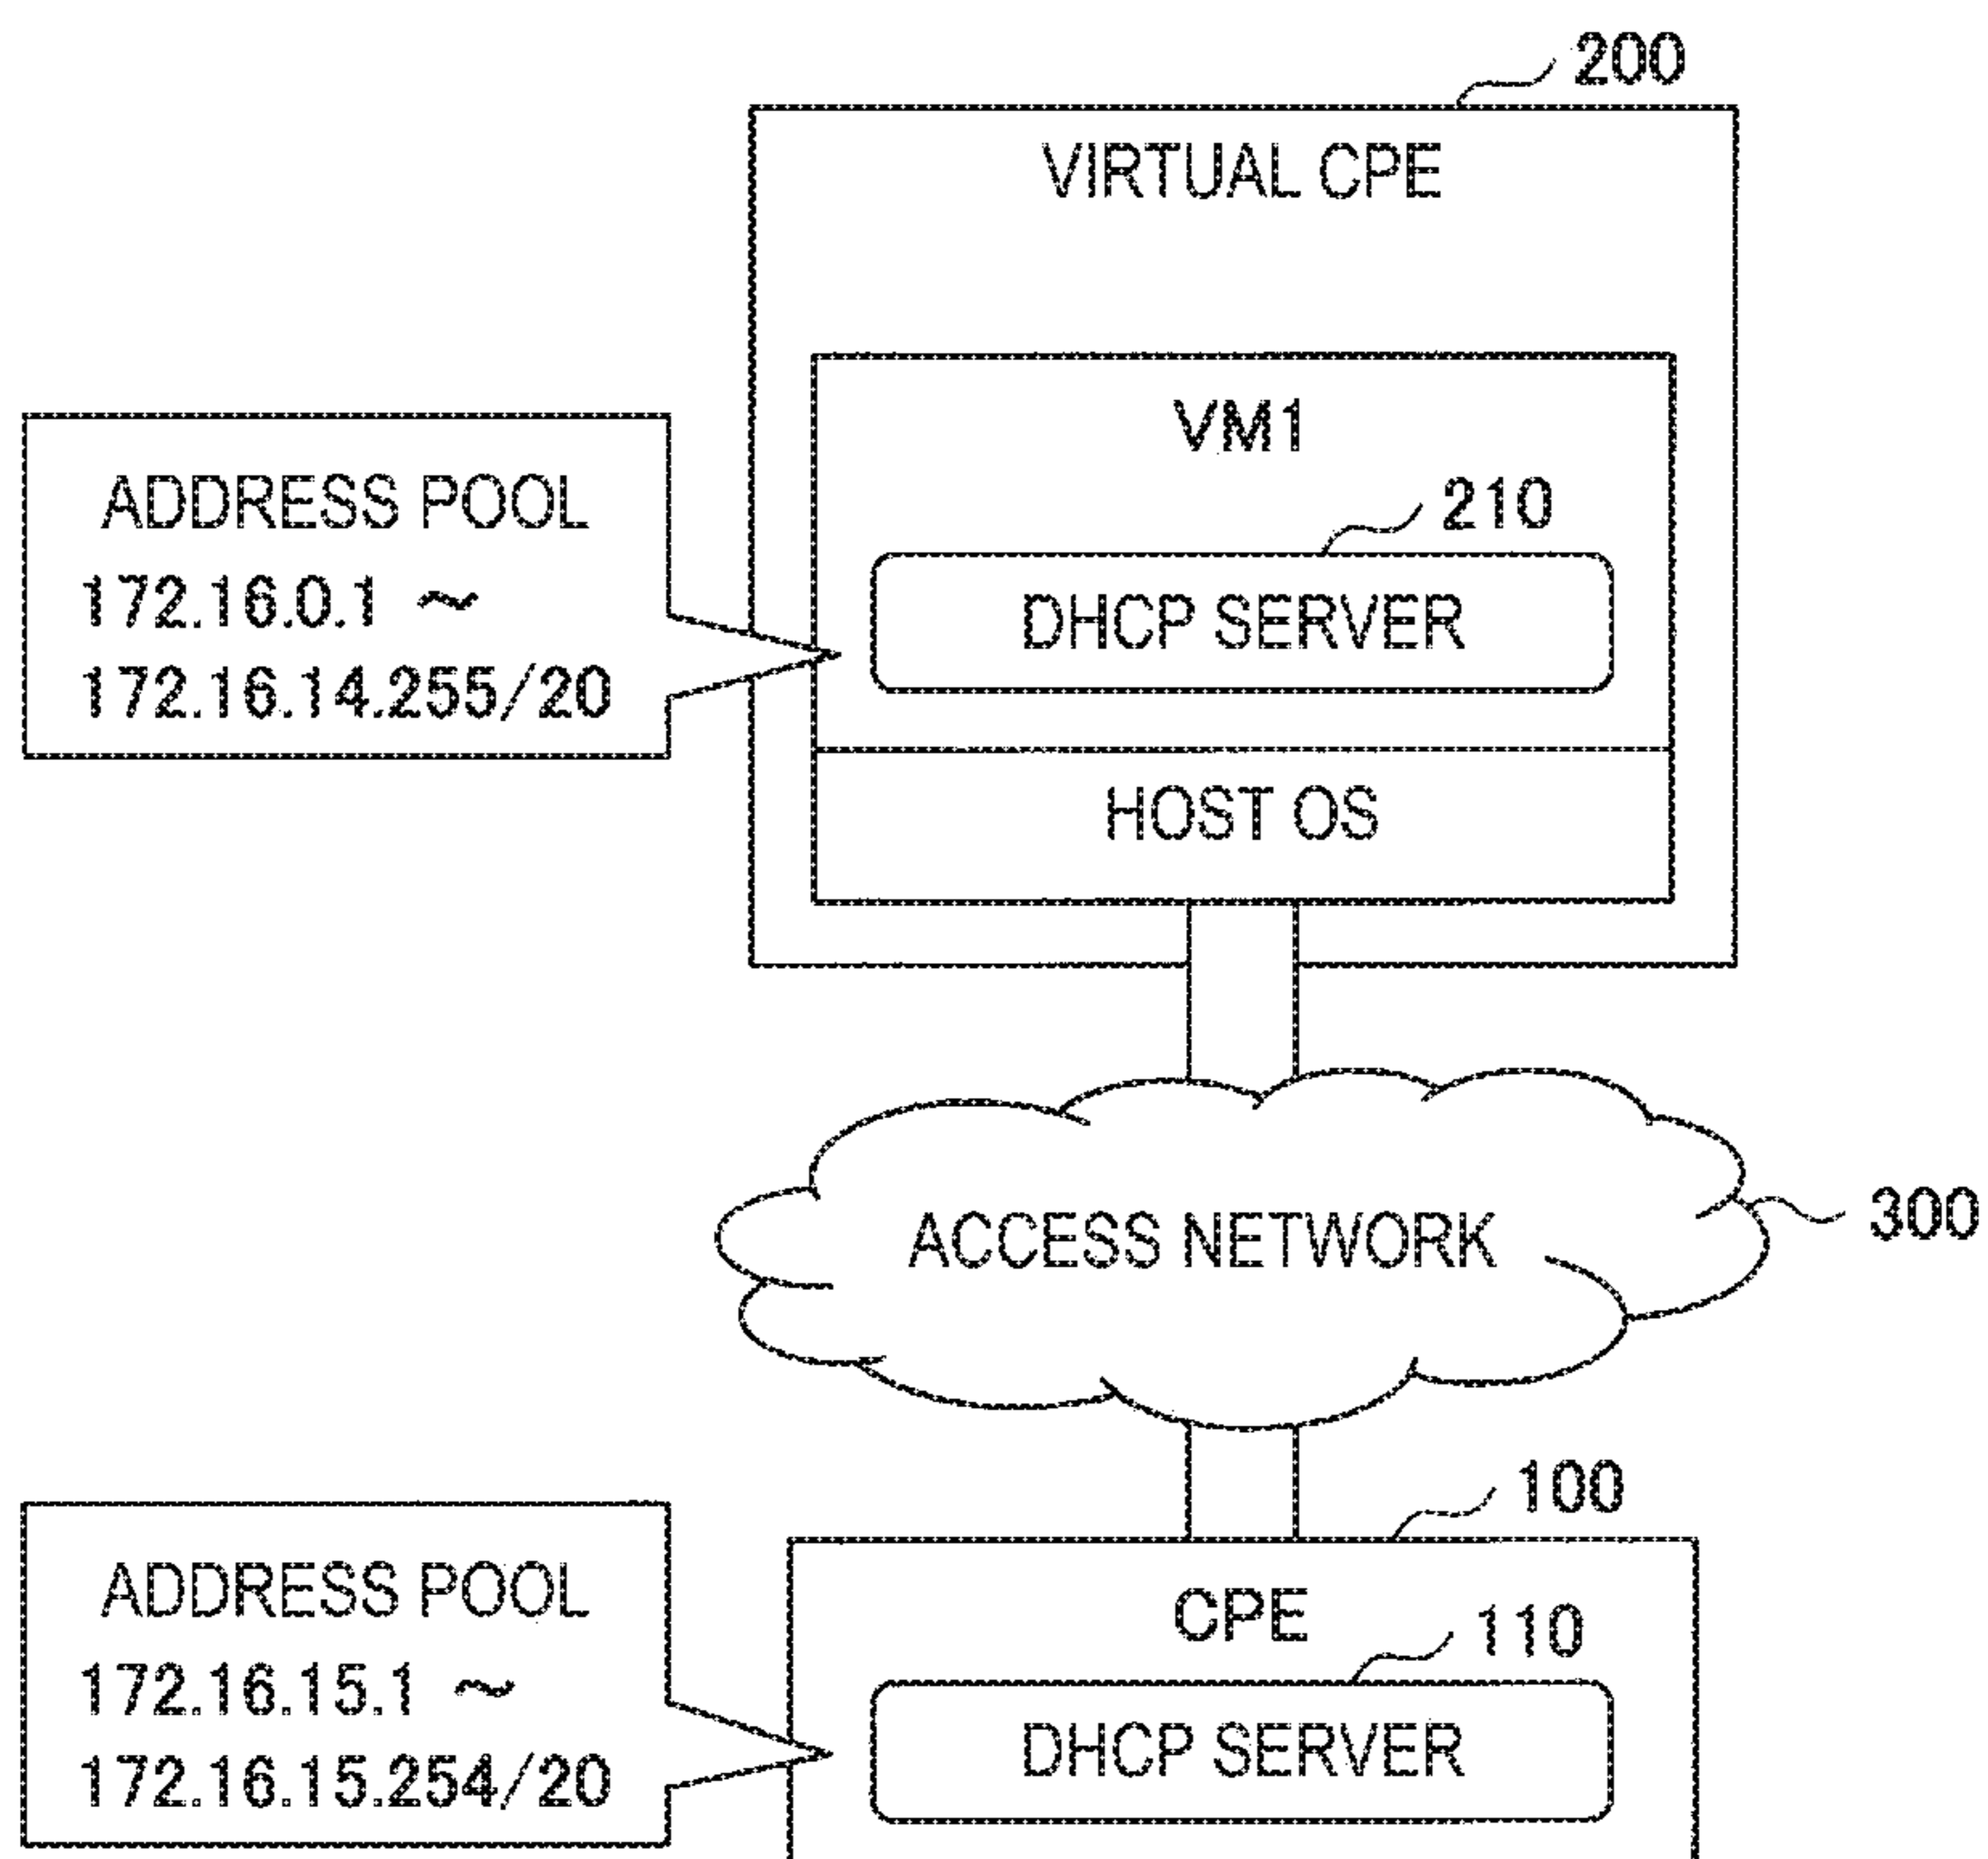 200
VIRTUAL CPE
VM1
ADDRESS POOL
172.16.0.1 ~
172.16.14.255/20
210
DHCP SERVER
HOST OS
ACCESS NETWORK
300
100
CPE
ADDRESS POOL
172.16.15.1 ~
172.16.15.254/20
110
DHCP SERVER